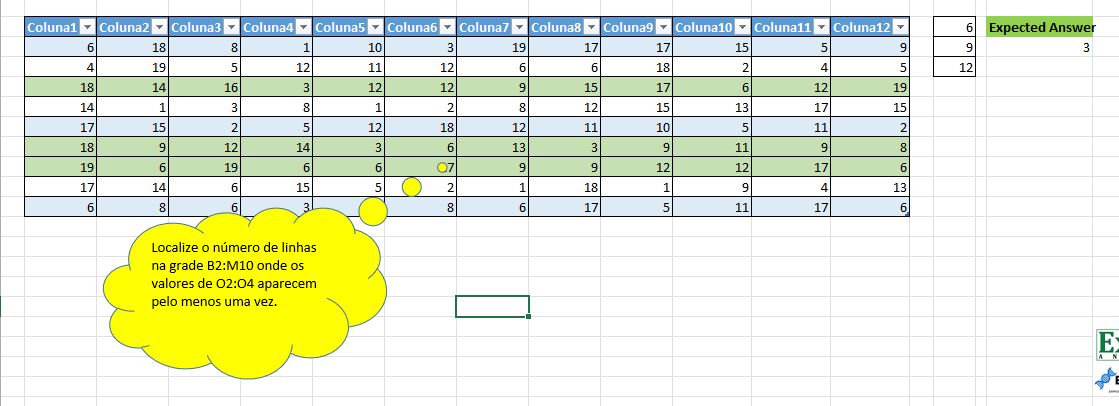 Coluna1 Coluna2 Coluna3 Coluna4 Coluna5 Coluna6 Coluna7 Coluna8 Coluna9 Coluna10 Coluna11 Coluna12 6 Expected Answer
6 18 8 1 10 3 19 17 17 15 5 9 9 3
4 19 5 12 11 12 6 6 18 2 4 5 12
18 14 16 3 12 12 9 15 17 6 12 19
14 1 3 8 1 2 8 12 15 13 17 15
17 15 2 5 12 18 12 11 10 5 11 2
18 9 12 14 3 6 13 3 9 11 9 8
19 6 19 6 6 7 9 9 12 12 17 6
17 14 6 15 5 2 1 18 1 9 4 13
6 8 6 3 8 6 17 5 11 17 6
Localize o número de linhas
na grade B2:M10 onde os
valores de O2:O4 aparecem
pelo menos uma vez.